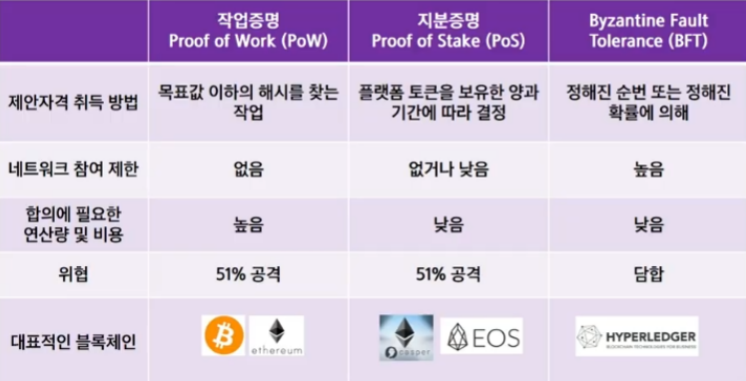 작업증명
Proof of Work (PoW)
지분증명
Proof of Stake (PoS)
Byzantine Fault
Tolerance (BFT)
제안자격 취득 방법
목표값 이하의 해시를 찾는
작업
플랫폼 토큰을 보유한 양과
기간에 따라 결정
정해진 순번 또는 정해진
확률에 의해
네트워크 참여 제한
없음
없거나 낮음
높음
합의에 필요한
연산량 및 비용
높음
낮음
낮음
위협
51% 공격
51% 공격
담합
대표적인 블록체인
ethereum
casper
EOS
HYPERLEDGER
BLOCKCHAIN TECHNOLOGIES FOR BUSINESS